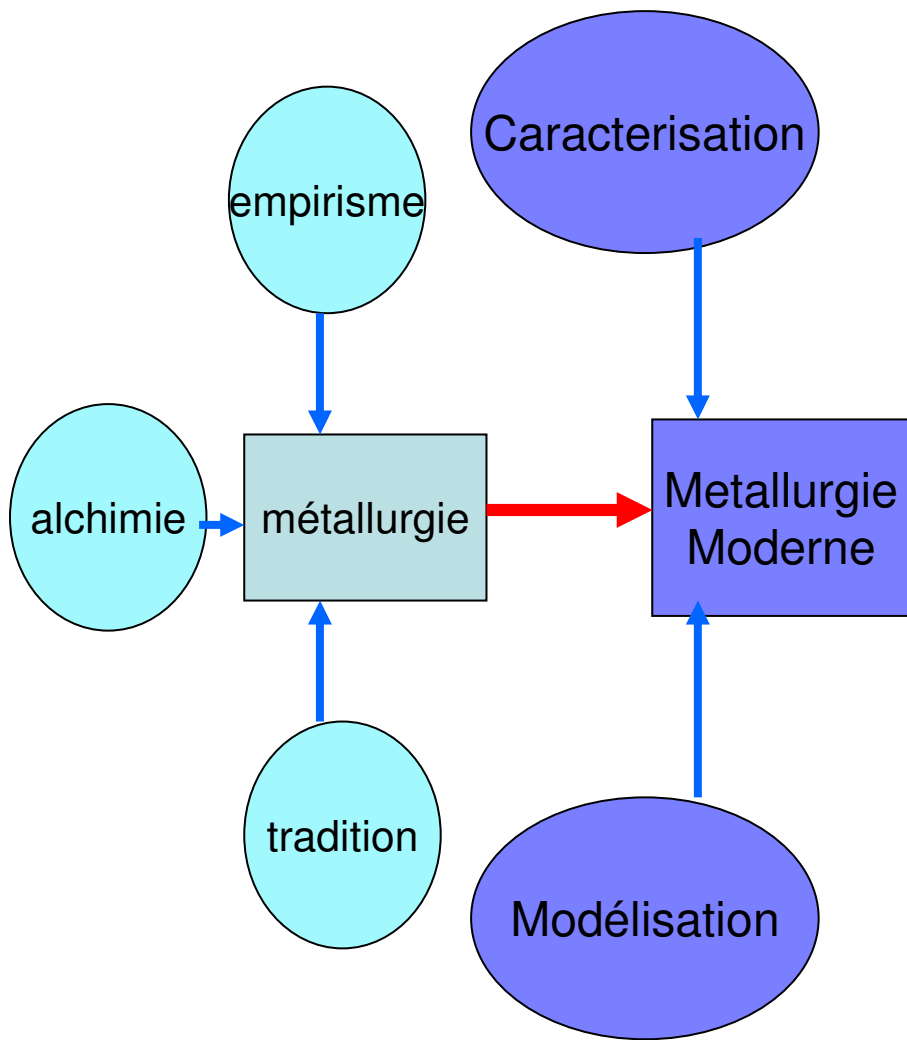 Caracterisation
empirisme
alchimie
métallurgie
Metallurgie
Moderne
tradition
Modélisation